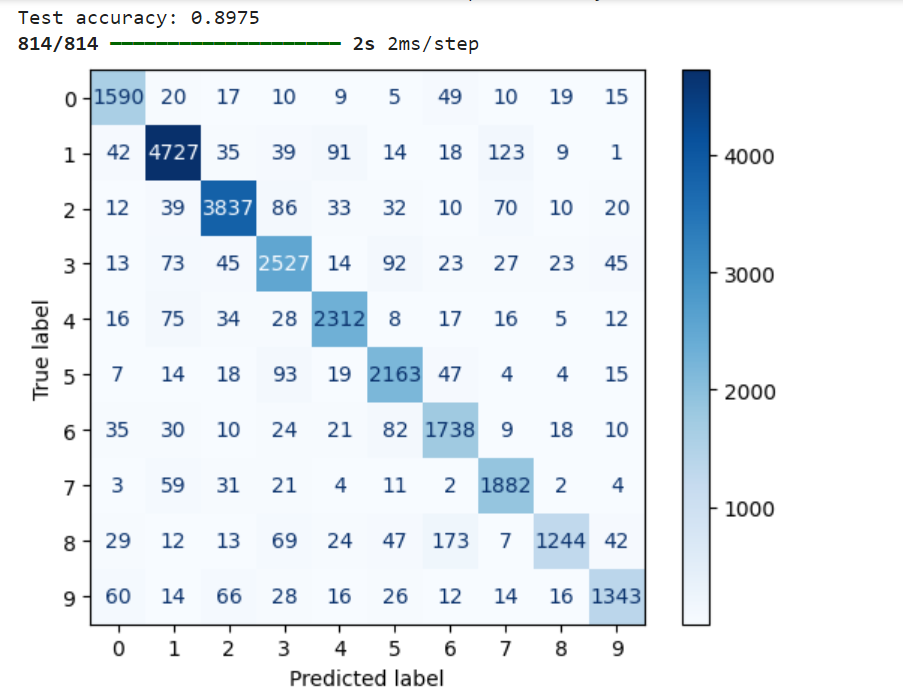 Test accuracy: 0.8975
814/814 ━━━━━━━━━━━━━━━━━━━━ 2s 2ms/step
0 1590 20 17 10 9 5 49 10 19 15
1 42 4727 35 39 91 14 18 123 9 1
2 12 39 3837 86 33 32 10 70 10 20
3 13 73 45 2527 14 92 23 27 23 45
4 16 75 34 28 2312 8 17 16 5 12
5 7 14 18 93 19 2163 47 4 4 15
6 35 30 10 24 21 82 1738 9 18 10
7 3 59 31 21 4 11 2 1882 2 4
8 29 12 13 69 24 47 173 7 1244 42
9 60 14 66 28 16 26 12 14 16 1343
0 1 2 3 4 5 6 7 8 9
Predicted label
True label
4000
3000
2000
1000